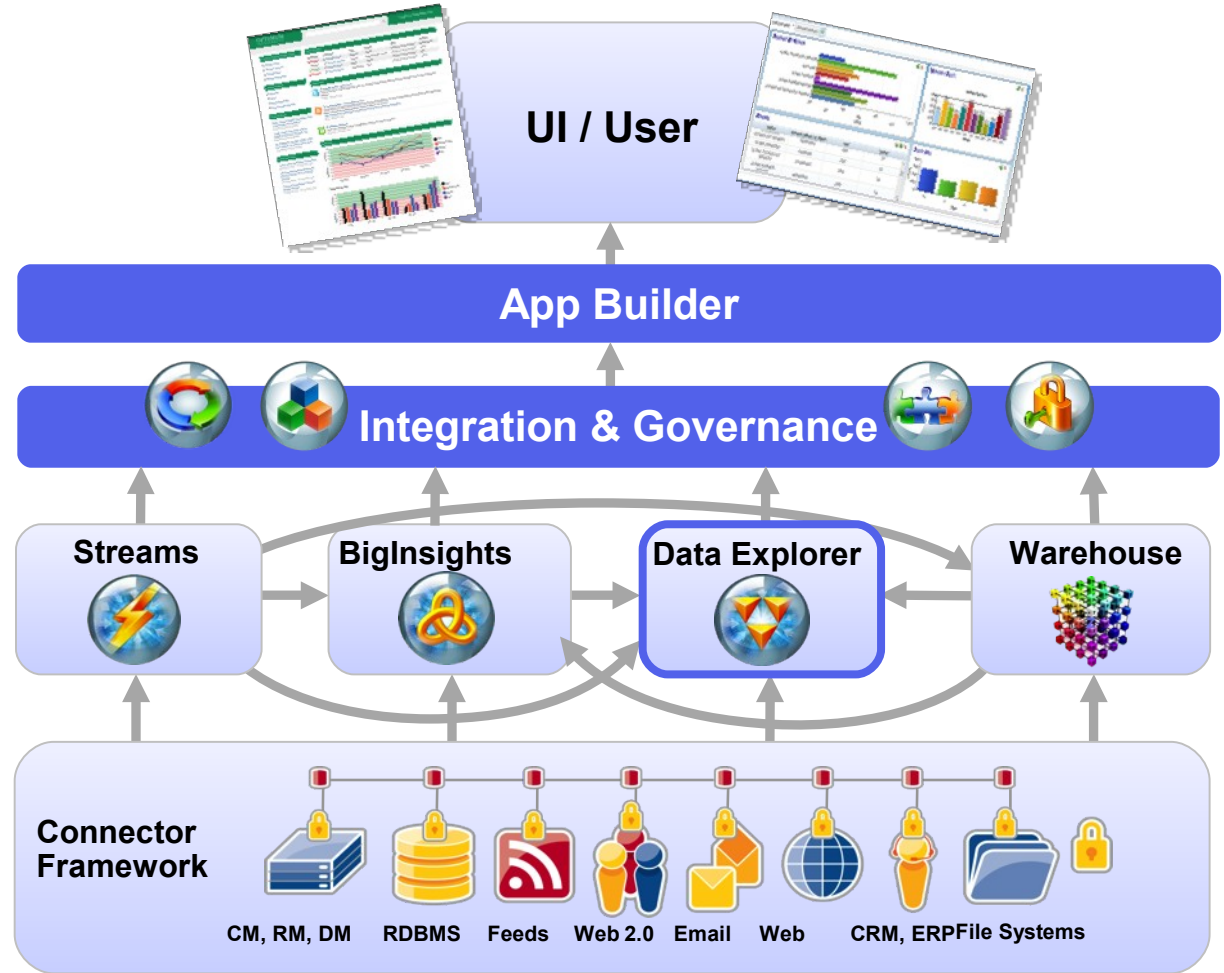 UI / User
App Builder
Integration & Governance
Streams
BigInsights
Data Explorer
Warehouse
Connector
Framework
CM, RM, DM
RDBMS
Feeds
Web 2.0
Email
Web
CRM, ERP
File Systems